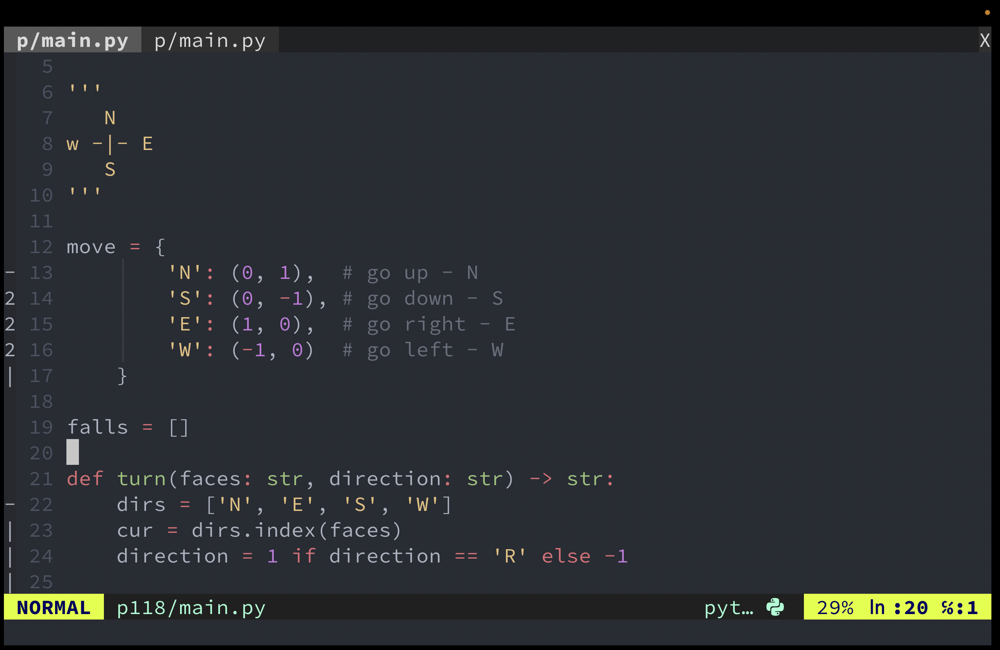 p/main.py p/main.py X
5
6 '''
7    N
8 w -|- E
9    S
10 '''
11
12 move = {
- 13         'N': (0, 1),  # go up - N
2 14         'S': (0, -1), # go down - S
2 15         'E': (1, 0),  # go right - E
2 16         'W': (-1, 0)  # go left - W
| 17     }
18
19 falls = []
20
21 def turn(faces: str, direction: str) -> str:
- 22     dirs = ['N', 'E', 'S', 'W']
| 23     cur = dirs.index(faces)
| 24     direction = 1 if direction == 'R' else -1
| 25
NORMAL p118/main.py pyt… 29% ln :20 ℅:1